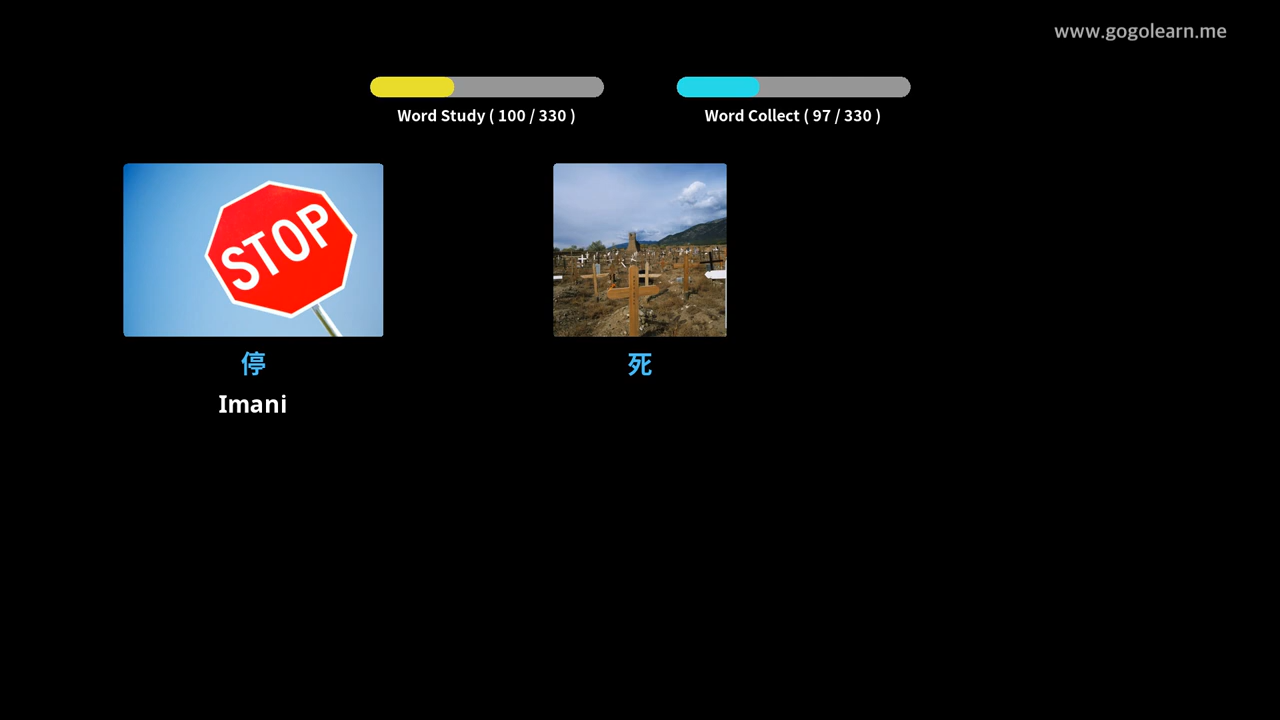 www.gogolearn.me
Word Study ( 100 / 330 )
Word Collect ( 97 / 330 )
STOP
停
死
Imani